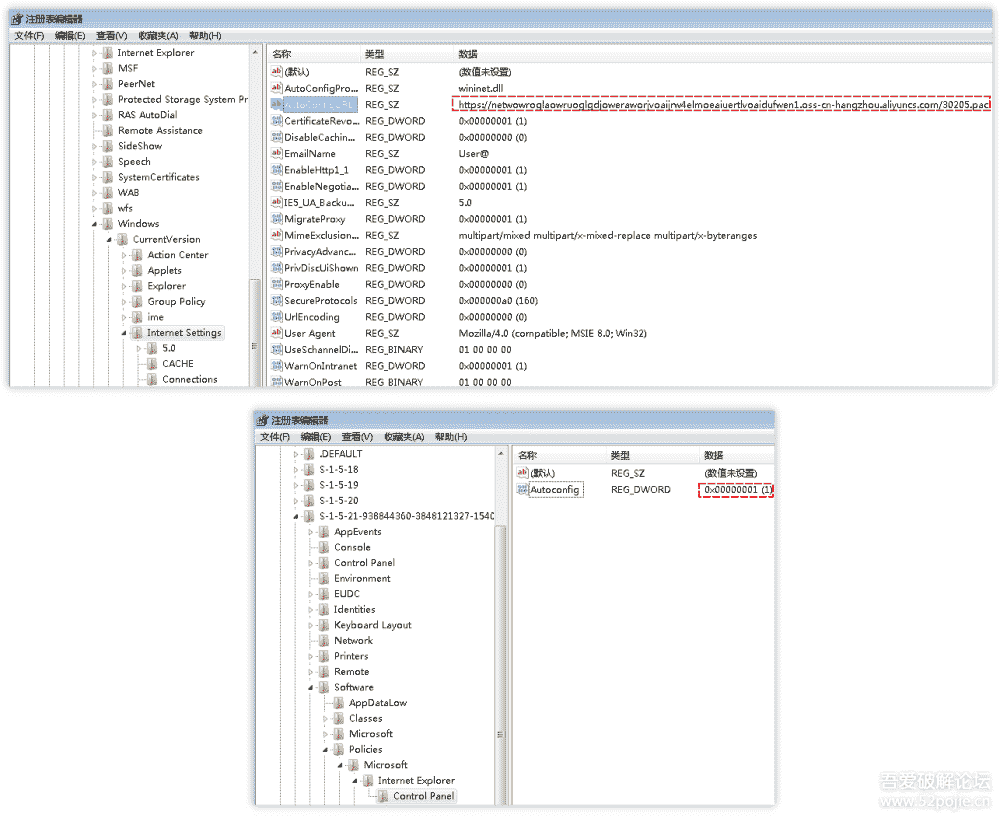 注册表编辑器
文件(F) 编辑(E) 查看(V) 收藏夹(A) 帮助(H)
Internet Explorer
MSF
PeerNet
Protected Storage System Pr
RAS AutoDial
Remote Assistance
SideShow
Speech
SystemCertificates
WAB
wfs
Windows
CurrentVersion
Action Center
Applets
Explorer
Group Policy
ime
Internet Settings
5.0
CACHE
Connections
名称 类型 数据
(默认) REG_SZ (数值未设置)
AutoConfigPro... REG_SZ wininet.dll
AutoConfigURL REG_SZ
CertificateRevo... REG_DWORD 0x00000001 (1)
DisableCachin... REG_DWORD 0x00000000 (0)
EmailName REG_SZ User@
EnableHttp1_1 REG_DWORD 0x00000001 (1)
EnableNegotia... REG_DWORD 0x00000001 (1)
IE5_UA_Backu... REG_SZ 5.0
MigrateProxy REG_DWORD 0x00000001 (1)
MimeExclusion... REG_SZ multipart/mixed multipart/x-mixed-replace multipart/x-byteranges
PrivacyAdvanc... REG_DWORD 0x00000000 (0)
PrivDiscUiShown REG_DWORD 0x00000001 (1)
ProxyEnable REG_DWORD 0x00000000 (0)
SecureProtocols REG_DWORD 0x000000a0 (160)
UrlEncoding REG_DWORD 0x00000000 (0)
User Agent REG_SZ Mozilla/4.0 (compatible; MSIE 8.0; Win32)
UseSchannelDi... REG_BINARY 01 00 00 00
WarnOnIntranet REG_DWORD 0x00000001 (1)
WarnOnPost REG_BINARY 01 00 00 00
注册表编辑器
文件(F) 编辑(E) 查看(V) 收藏夹(A) 帮助(H)
.DEFAULT
S-1-5-18
S-1-5-19
S-1-5-20
S-1-5-21-938844360-3848121327-1540
AppEvents
Console
Control Panel
Environment
EUDC
Identities
Keyboard Layout
Network
Printers
Remote
Software
AppDataLow
Classes
Microsoft
Policies
Microsoft
Internet Explorer
Control Panel
名称 类型 数据
(默认) REG_SZ (数值未设置)
Autoconfig REG_DWORD 0x00000001 (1)
吾爱破解论坛
www.52pojie.cn